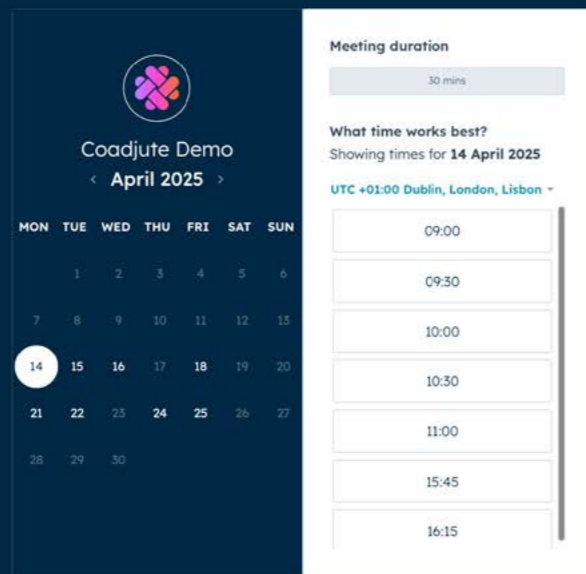 Coadjute Demo
‹ April 2025 ›
MON TUE WED THU FRI SAT SUN
1 2 3 4 5 6
7 8 9 10 11 12 13
14 15 16 17 18 19 20
21 22 23 24 25 26 27
28 29 30
Meeting duration
30 mins
What time works best?
Showing times for 14 April 2025
UTC +01:00 Dublin, London, Lisbon
09:00
09:30
10:00
10:30
11:00
15:45
16:15